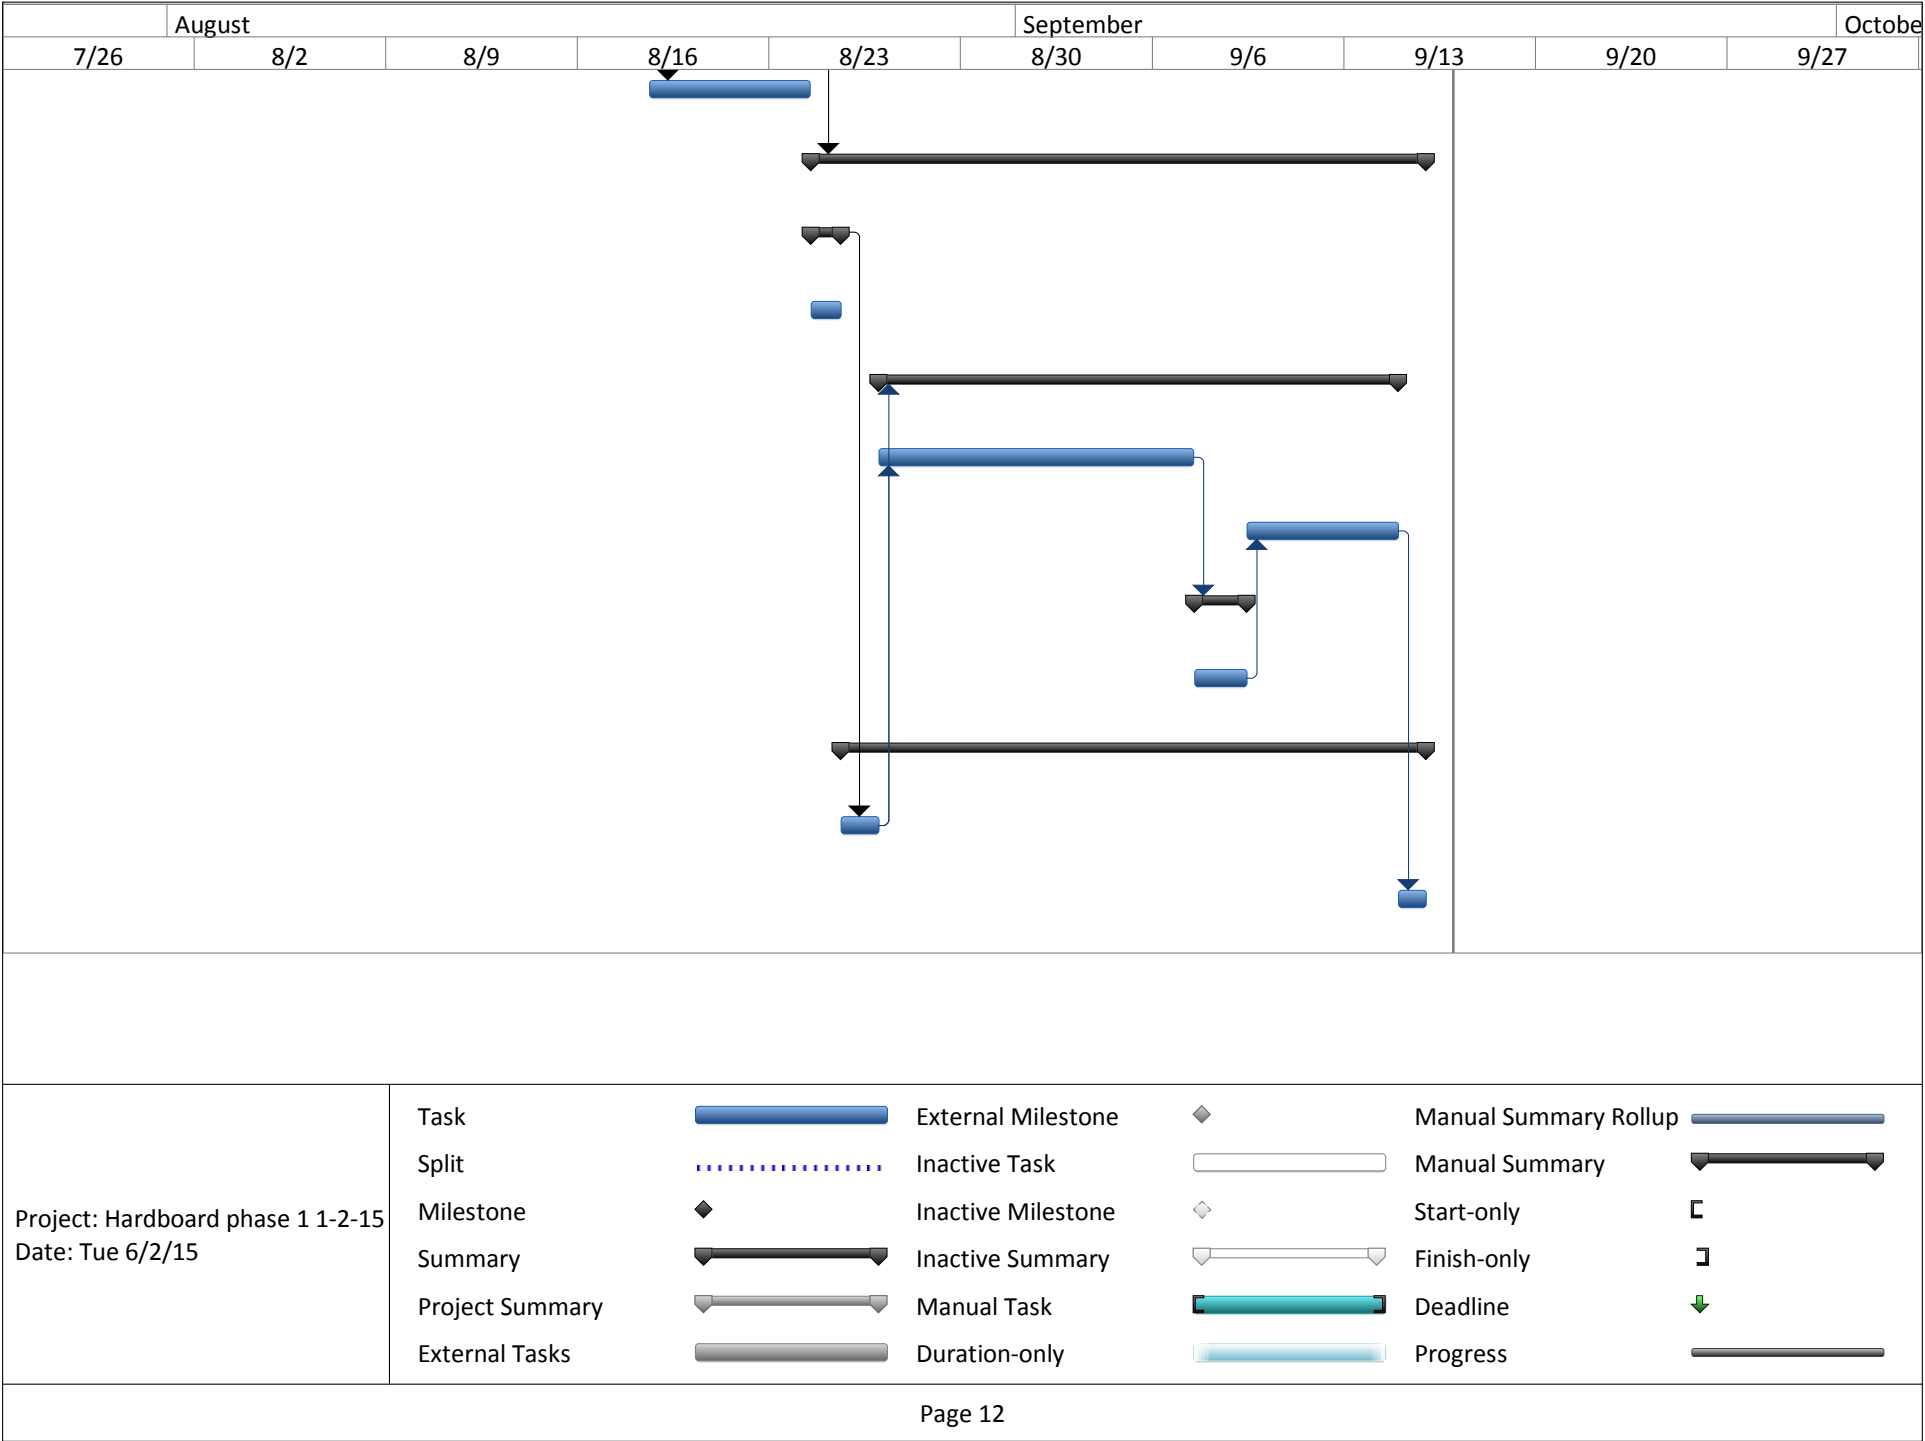 August September Octobe
7/26 8/2 8/9 8/16 8/23 8/30 9/6 9/13 9/20 9/27
Project: Hardboard phase 1 1-2-15
Date: Tue 6/2/15
Task
Split
Milestone
Summary
Project Summary
External Tasks
External Milestone
Inactive Task
Inactive Milestone
Inactive Summary
Manual Task
Duration-only
Manual Summary Rollup
Manual Summary
Start-only
Finish-only
Deadline
Progress
Page 12